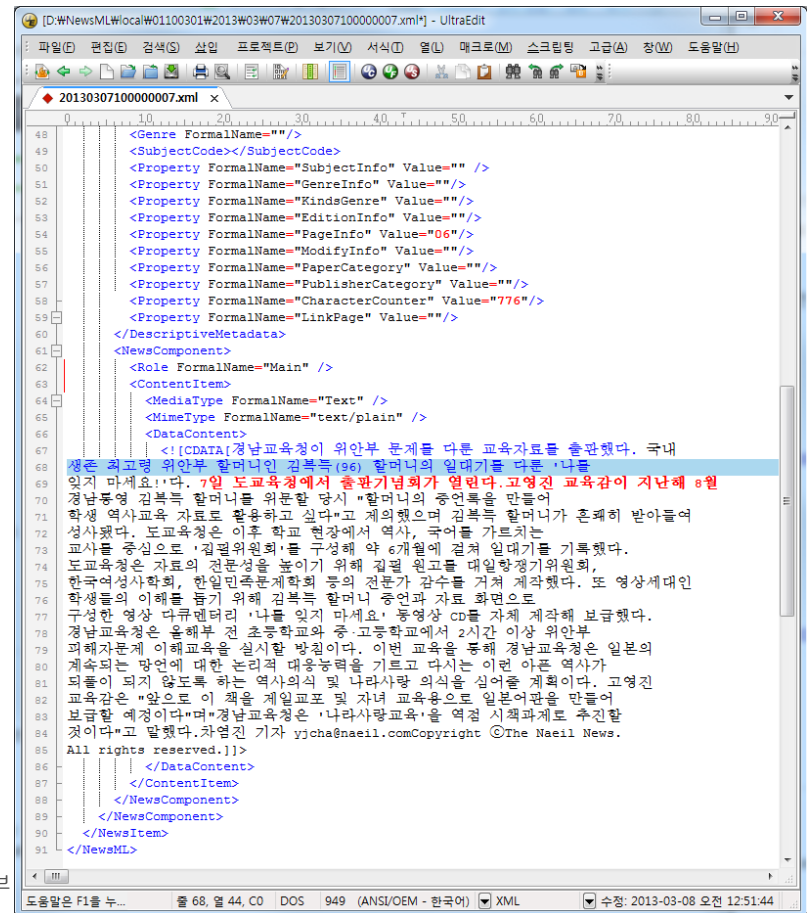 [D:₩NewsML₩local₩01100301₩2013₩03₩07₩20130307100000007.xml*] - UltraEdit
파일(F) 편집(E) 검색(S) 삽입 프로젝트(P) 보기(V) 서식(T) 열(L) 매크로(M) 스크립팅 고급(A) 창(W) 도움말(H)
20130307100000007.xml x
0 10 20 30 40 50 60 70 80 90
48 <Genre FormalName=""/>
49 <SubjectCode></SubjectCode>
50 <Property FormalName="SubjectInfo" Value="" />
51 <Property FormalName="GenreInfo" Value=""/>
52 <Property FormalName="KindsGenre" Value=""/>
53 <Property FormalName="EditionInfo" Value=""/>
54 <Property FormalName="PageInfo" Value="06"/>
55 <Property FormalName="ModifyInfo" Value=""/>
56 <Property FormalName="PaperCategory" Value=""/>
57 <Property FormalName="PublisherCategory" Value=""/>
58 <Property FormalName="CharacterCounter" Value="776"/>
59 <Property FormalName="LinkPage" Value=""/>
60 </DescriptiveMetadata>
61 <NewsComponent>
62 <Role FormalName="Main" />
63 <ContentItem>
64 <MediaType FormalName="Text" />
65 <MimeType FormalName="text/plain" />
66 <DataContent>
67 <![CDATA[경남교육청이 위안부 문제를 다룬 교육자료를 출판했다. 국내
68 생존 최고령 위안부 할머니인 김복득(96) 할머니의 일대기를 다룬 '나를
69 잊지 마세요!'다. 7일 도교육청에서 출판기념회가 열린다.고영진 교육감이 지난해 8월
70 경남통영 김복득 할머니를 위문할 당시 "할머니의 증언록을 만들어
71 학생 역사교육 자료로 활용하고 싶다"고 제의했으며 김복득 할머니가 흔쾌히 받아들여
72 성사됐다. 도교육청은 이후 학교 현장에서 역사, 국어를 가르치는
73 교사를 중심으로 '집필위원회'를 구성해 약 6개월에 걸쳐 일대기를 기록했다.
74 도교육청은 자료의 전문성을 높이기 위해 집필 원고를 대일항쟁기위원회,
75 한국여성사학회, 한일민족문제학회 등의 전문가 감수를 거쳐 제작했다. 또 영상세대인
76 학생들의 이해를 돕기 위해 김복득 할머니 증언과 자료 화면으로
77 구성한 영상 다큐멘터리 '나를 잊지 마세요' 동영상 CD를 자체 제작해 보급했다.
78 경남교육청은 올해부 전 초등학교와 중·고등학교에서 2시간 이상 위안부
79 피해자문제 이해교육을 실시할 방침이다. 이번 교육을 통해 경남교육청은 일본의
80 계속되는 망언에 대한 논리적 대응능력을 기르고 다시는 이런 아픈 역사가
81 되풀이 되지 않도록 하는 역사의식 및 나라사랑 의식을 심어줄 계획이다. 고영진
82 교육감은 "앞으로 이 책을 재일교포 및 자녀 교육용으로 일본어판을 만들어
83 보급할 예정이다"며"경남교육청은 '나라사랑교육'을 역점 시책과제로 추진할
84 것이다"고 말했다.차염진 기자 yjcha@naeil.comCopyright ⓒThe Naeil News.
85 All rights reserved.]]>
86 </DataContent>
87 </ContentItem>
88 </NewsComponent>
89 </NewsComponent>
90 </NewsItem>
91 </NewsML>
브
도움말은 F1을 누... 줄 68, 열 44, C0 DOS 949 (ANSI/OEM - 한국어) XML 수정: 2013-03-08 오전 12:51:44